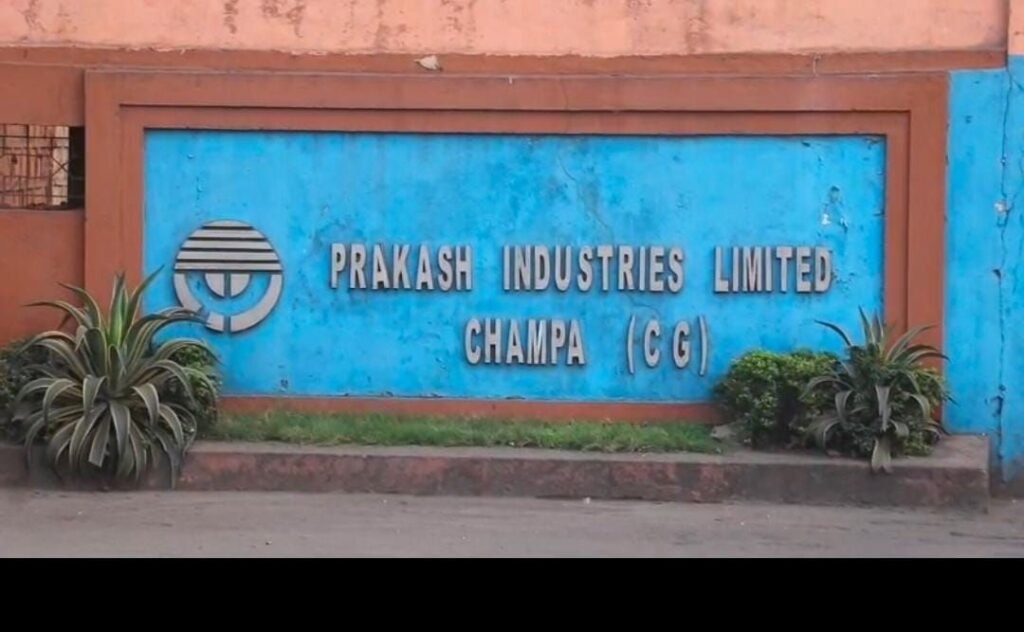 PRAKASH INDUSTRIES LIMITED
CHAMPA (CG)